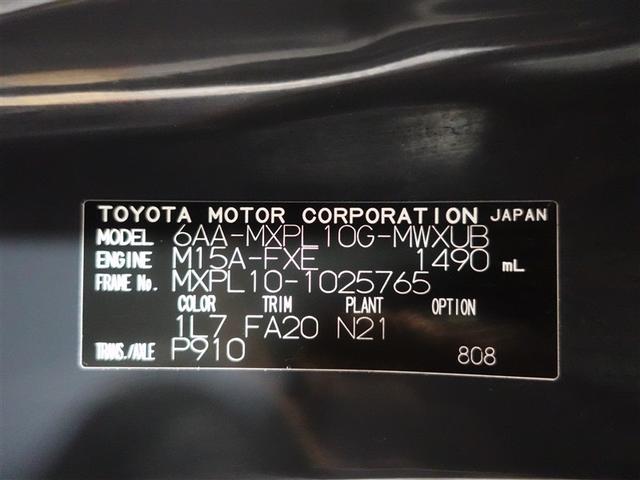 TOYOTA MOTOR CORPORATION JAPAN
MODEL 6AA-MXPL10G-MWXUB
ENGINE M15A-FXE 1490 mL
FRAME No. MXPL10-1025765
COLOR TRIM PLANT OPTION
1L7 FA20 N21
TRANS./AXLE P910 808